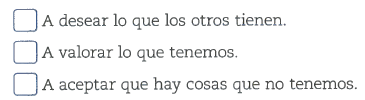 A desear lo que los otros tienen.
A valorar lo que tenemos.
A aceptar que hay cosas que no tenemos.